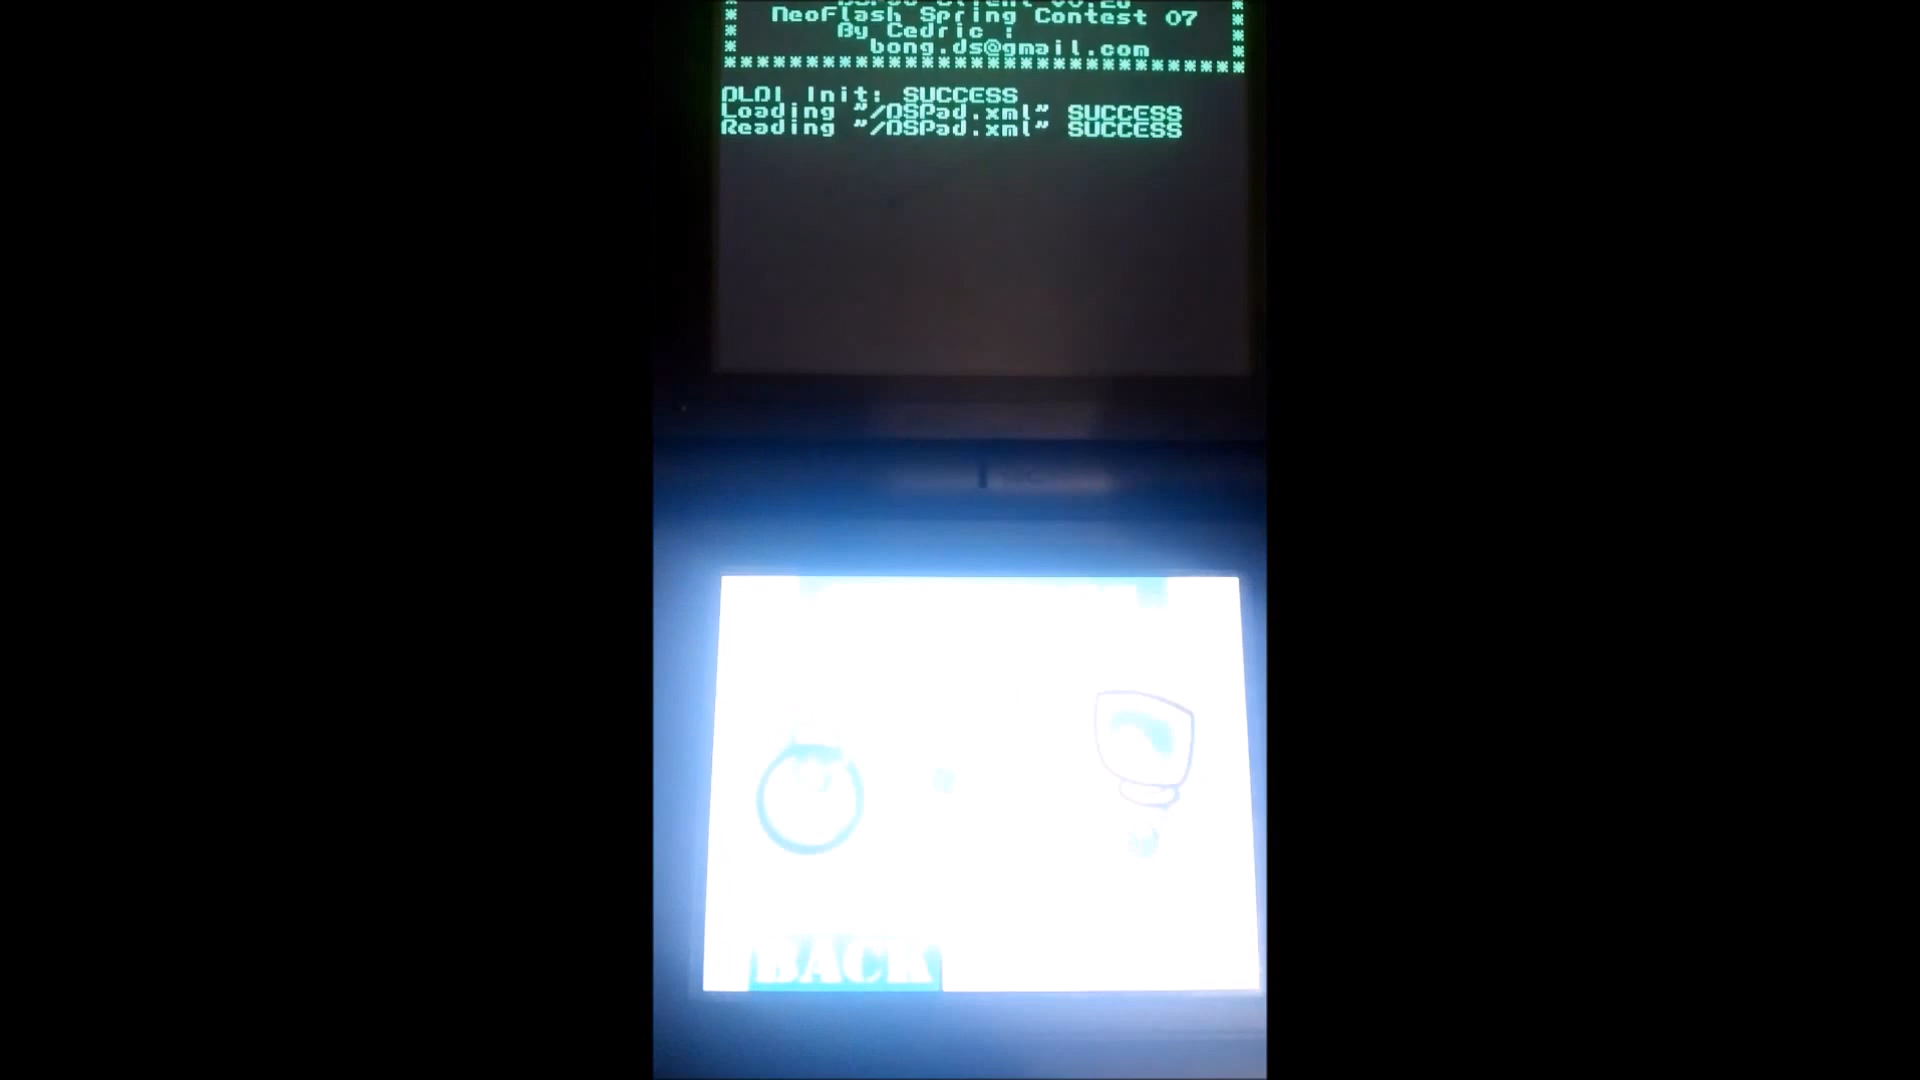 NeoFlash Spring Contest 07
By Cedric :
bong.ds@gmail.com
DLDI Init: SUCCESS
Loading "/DSPad.xml" SUCCESS
Reading "/DSPad.xml" SUCCESS
BACK